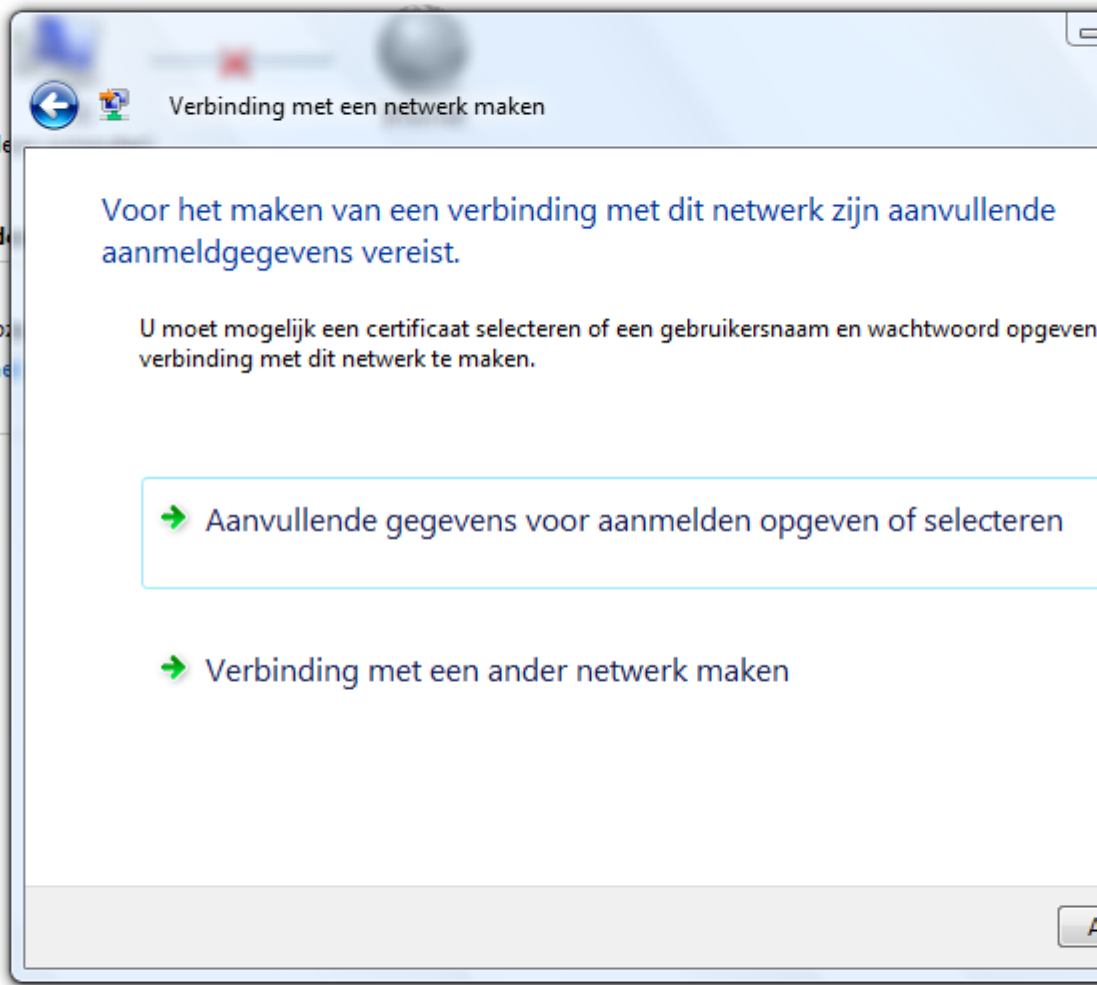 Verbinding met een netwerk maken
Voor het maken van een verbinding met dit netwerk zijn aanvullende
aanmeldgegevens vereist.
U moet mogelijk een certificaat selecteren of een gebruikersnaam en wachtwoord opgeven
verbinding met dit netwerk te maken.
Aanvullende gegevens voor aanmelden opgeven of selecteren
Verbinding met een ander netwerk maken